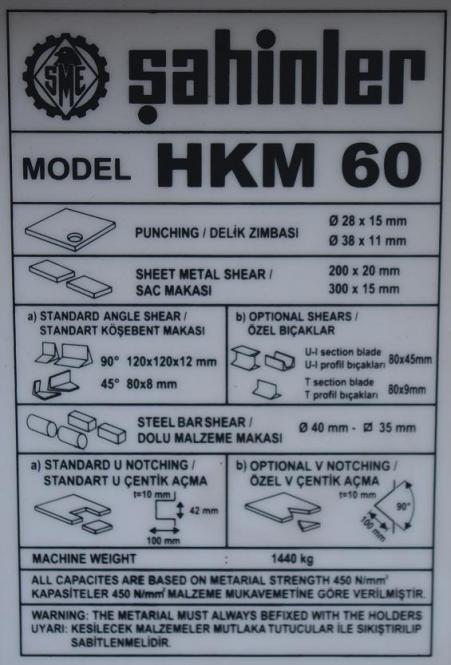 SME
şahinler
MODEL HKM 60
PUNCHING / DELİK ZIMBASI
Ø 28 x 15 mm
Ø 38 x 11 mm
SHEET METAL SHEAR /
SAC MAKASI
200 x 20 mm
300 x 15 mm
a) STANDARD ANGLE SHEAR /
STANDART KÖŞEBENT MAKASI
90° 120x120x12 mm
45° 80x8 mm
b) OPTIONAL SHEARS /
ÖZEL BIÇAKLAR
U-I section blade
U-I profil bıçakları 80x45mm
T section blade
T profil bıçakları 80x9mm
STEEL BAR SHEAR /
DOLU MALZEME MAKASI
Ø 40 mm - ⍁ 35 mm
a) STANDARD U NOTCHING /
STANDART U ÇENTİK AÇMA
t=10 mm
42 mm
100 mm
b) OPTIONAL V NOTCHING /
ÖZEL V ÇENTİK AÇMA
t=10 mm
90°
100 mm
MACHINE WEIGHT : 1440 kg
ALL CAPACITES ARE BASED ON METARIAL STRENGTH 450 N/mm²
KAPASİTELER 450 N/mm² MALZEME MUKAVEMETİNE GÖRE VERİLMİŞTİR.
WARNING: THE METARIAL MUST ALWAYS BEFIXED WITH THE HOLDERS
UYARI: KESİLECEK MALZEMELER MUTLAKA TUTUCULAR İLE SIKIŞTIRILIP
SABİTLENMELİDİR.